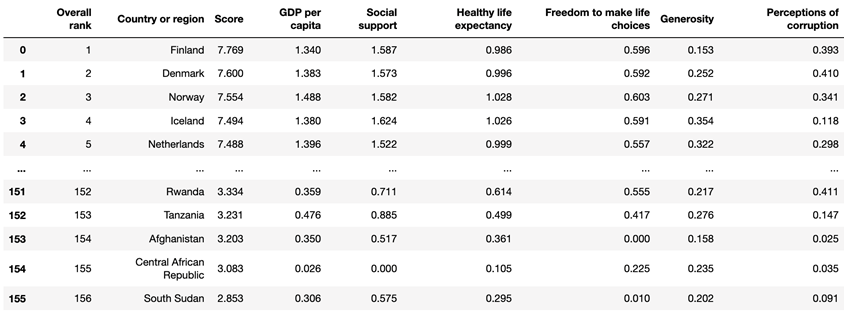 Overall rank Country or region Score GDP per capita Social support Healthy life expectancy Freedom to make life choices Generosity Perceptions of corruption
0 1 Finland 7.769 1.340 1.587 0.986 0.596 0.153 0.393
1 2 Denmark 7.600 1.383 1.573 0.996 0.592 0.252 0.410
2 3 Norway 7.554 1.488 1.582 1.028 0.603 0.271 0.341
3 4 Iceland 7.494 1.380 1.624 1.026 0.591 0.354 0.118
4 5 Netherlands 7.488 1.396 1.522 0.999 0.557 0.322 0.298
... ... ... ... ... ... ... ... ... ...
151 152 Rwanda 3.334 0.359 0.711 0.614 0.555 0.217 0.411
152 153 Tanzania 3.231 0.476 0.885 0.499 0.417 0.276 0.147
153 154 Afghanistan 3.203 0.350 0.517 0.361 0.000 0.158 0.025
154 155 Central African Republic 3.083 0.026 0.000 0.105 0.225 0.235 0.035
155 156 South Sudan 2.853 0.306 0.575 0.295 0.010 0.202 0.091